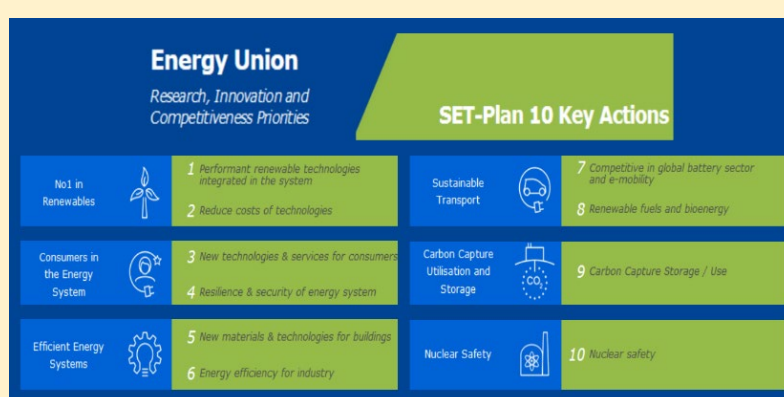 Energy Union
Research, Innovation and
Competitiveness Priorities
SET-Plan 10 Key Actions
No1 in
Renewables
1 Performant renewable technologies
integrated in the system
2 Reduce costs of technologies
Consumers in
the Energy
System
3 New technologies & services for consumers
4 Resilience & security of energy system
Efficient Energy
Systems
5 New materials & technologies for buildings
6 Energy efficiency for industry
Sustainable
Transport
7 Competitive in global battery sector
and e-mobility
8 Renewable fuels and bioenergy
Carbon Capture
Utilisation and
Storage
CO2
9 Carbon Capture Storage / Use
Nuclear Safety
10 Nuclear safety